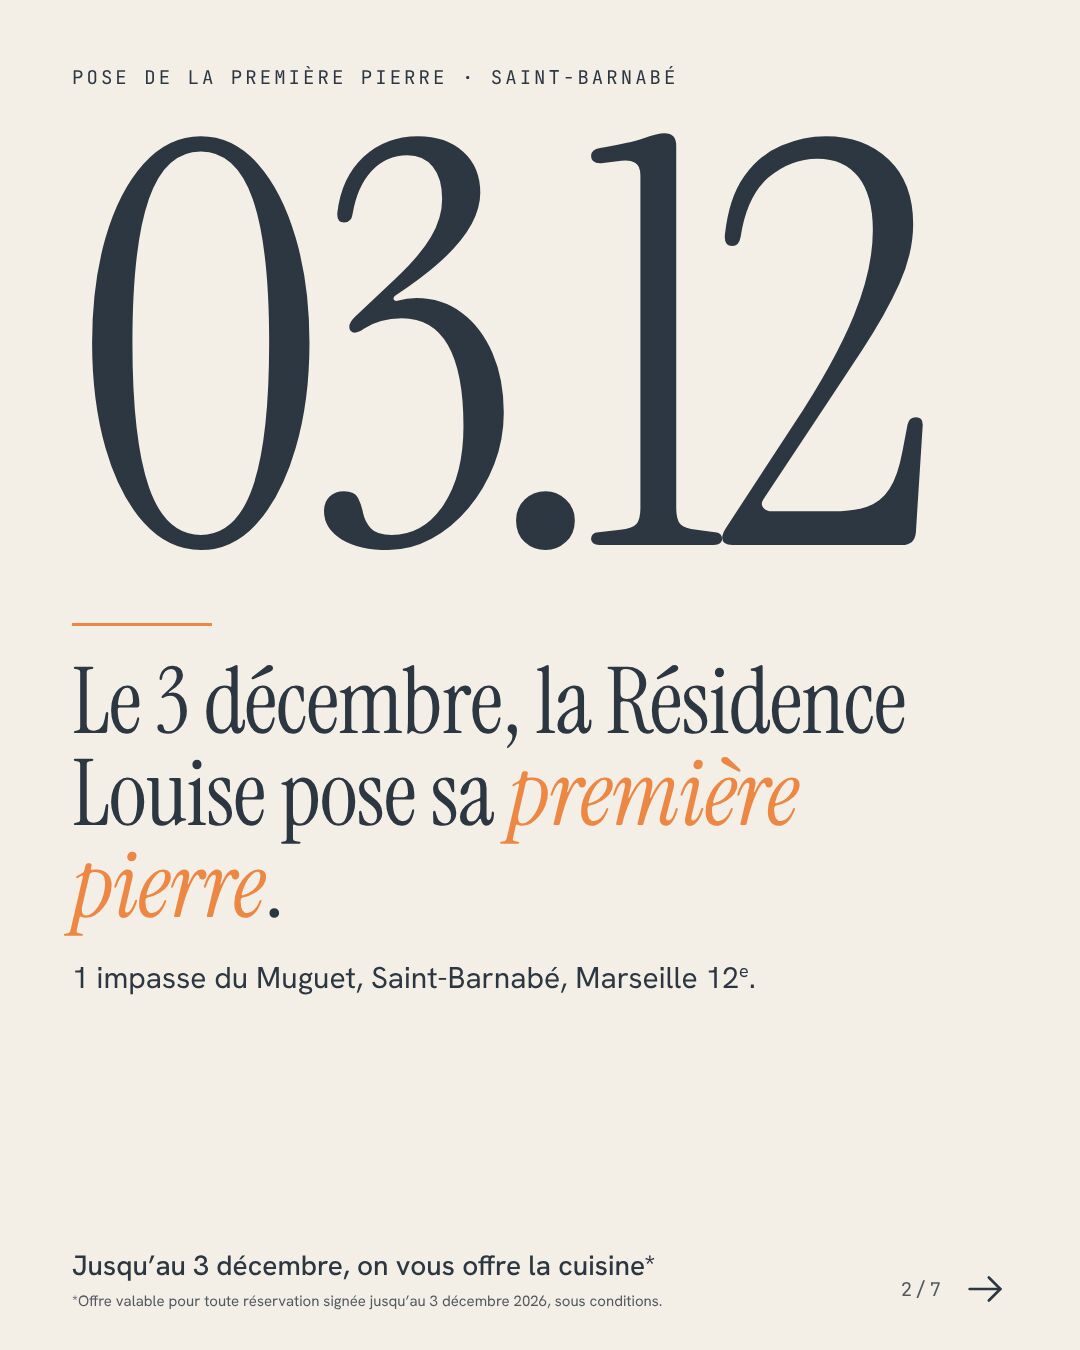 POSE DE LA PREMIÈRE PIERRE · SAINT-BARNABÉ
03.12
Le 3 décembre, la Résidence
Louise pose sa première
pierre.
1 impasse du Muguet, Saint-Barnabé, Marseille 12ᵉ.
Jusqu’au 3 décembre, on vous offre la cuisine*
*Offre valable pour toute réservation signée jusqu’au 3 décembre 2026, sous conditions.
2 / 7 →